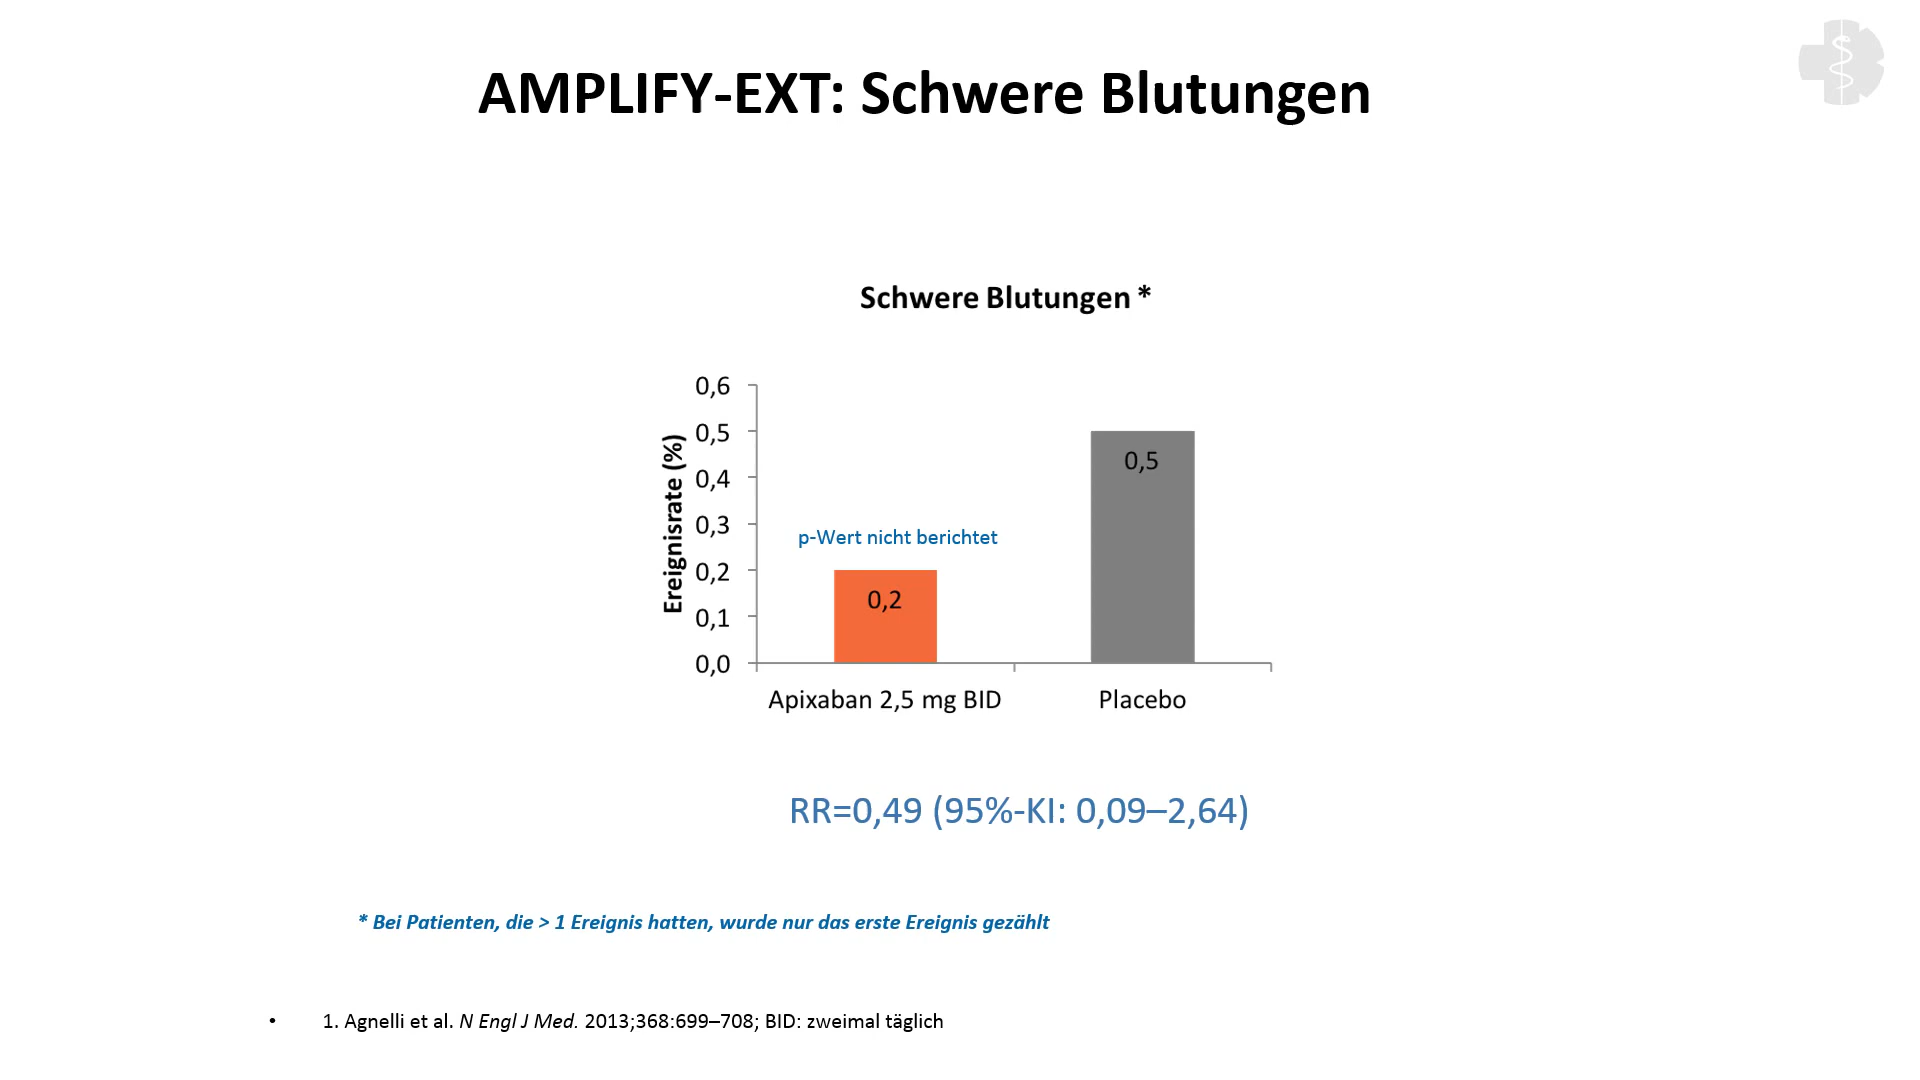 AMPLIFY-EXT: Schwere Blutungen
Schwere Blutungen *
Ereignisrate (%)
0,6
0,5
0,4
0,3
0,2
0,1
0,0
0,5
p-Wert nicht berichtet
0,2
Apixaban 2,5 mg BID
Placebo
RR=0,49 (95%-KI: 0,09–2,64)
* Bei Patienten, die > 1 Ereignis hatten, wurde nur das erste Ereignis gezählt
• 1. Agnelli et al. N Engl J Med. 2013;368:699–708; BID: zweimal täglich